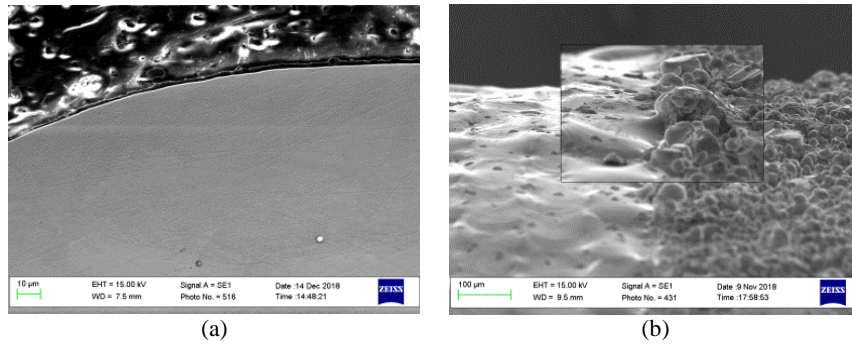 10 µm
EHT = 15.00 kV
Signal A = SE1
Date :14 Dec 2018
WD = 7.5 mm
Photo No. = 516
Time :14:48:21
ZEISS
100 µm
EHT = 15.00 kV
Signal A = SE1
Date :9 Nov 2018
WD = 9.5 mm
Photo No. = 431
Time :17:58:53
ZEISS
(a)
(b)